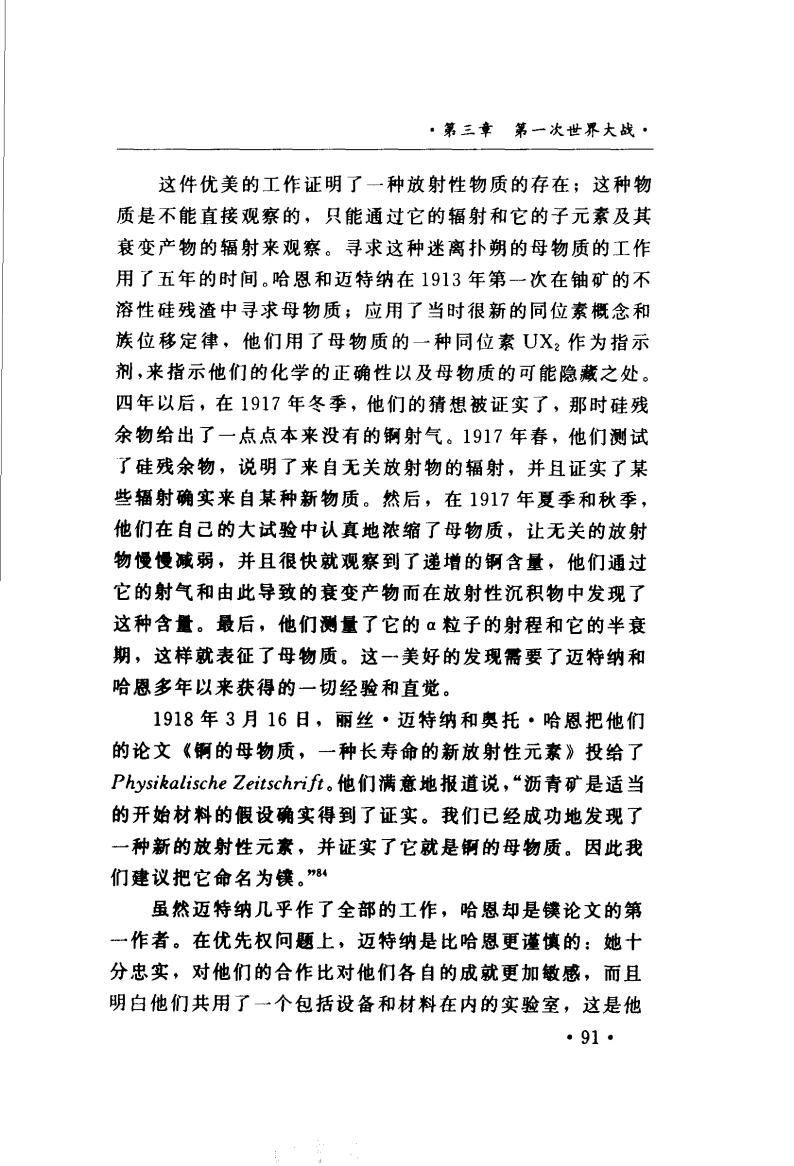 ·第三章 第一次世界大战·
这件优美的工作证明了一种放射性物质的存在；这种物
质是不能直接观察的，只能通过它的辐射和它的子元素及其
衰变产物的辐射来观察。寻求这种迷离扑朔的母物质的工作
用了五年的时间。哈恩和迈特纳在1913年第一次在铀矿的不
溶性硅残渣中寻求母物质；应用了当时很新的同位素概念和
族位移定律，他们用了母物质的一种同位素UX₂作为指示
剂，来指示他们的化学的正确性以及母物质的可能隐藏之处。
四年以后，在1917年冬季，他们的猜想被证实了，那时硅残
余物给出了一点点本来没有的锕射气。1917年春，他们测试
了硅残余物，说明了来自无关放射物的辐射，并且证实了某
些辐射确实来自某种新物质。然后，在1917年夏季和秋季，
他们在自己的大试验中认真地浓缩了母物质，让无关的放射
物慢慢减弱，并且很快就观察到了递增的锕含量，他们通过
它的射气和由此导致的衰变产物而在放射性沉积物中发现了
这种含量。最后，他们测量了它的α粒子的射程和它的半衰
期，这样就表征了母物质。这一美好的发现需要了迈特纳和
哈恩多年以来获得的一切经验和直觉。
1918年3月16日，丽丝·迈特纳和奥托·哈恩把他们
的论文《锕的母物质，一种长寿命的新放射性元素》投给了
Physikalische Zeitschrift。他们满意地报道说，“沥青矿是适当
的开始材料的假设确实得到了证实。我们已经成功地发现了
一种新的放射性元素，并证实了它就是锕的母物质。因此我
们建议把它命名为镤。”⁸⁴
虽然迈特纳几乎作了全部的工作，哈恩却是镤论文的第
一作者。在优先权问题上，迈特纳是比哈恩更谨慎的：她十
分忠实，对他们的合作比对他们各自的成就更加敏感，而且
明白他们共用了一个包括设备和材料在内的实验室，这是他
·91·